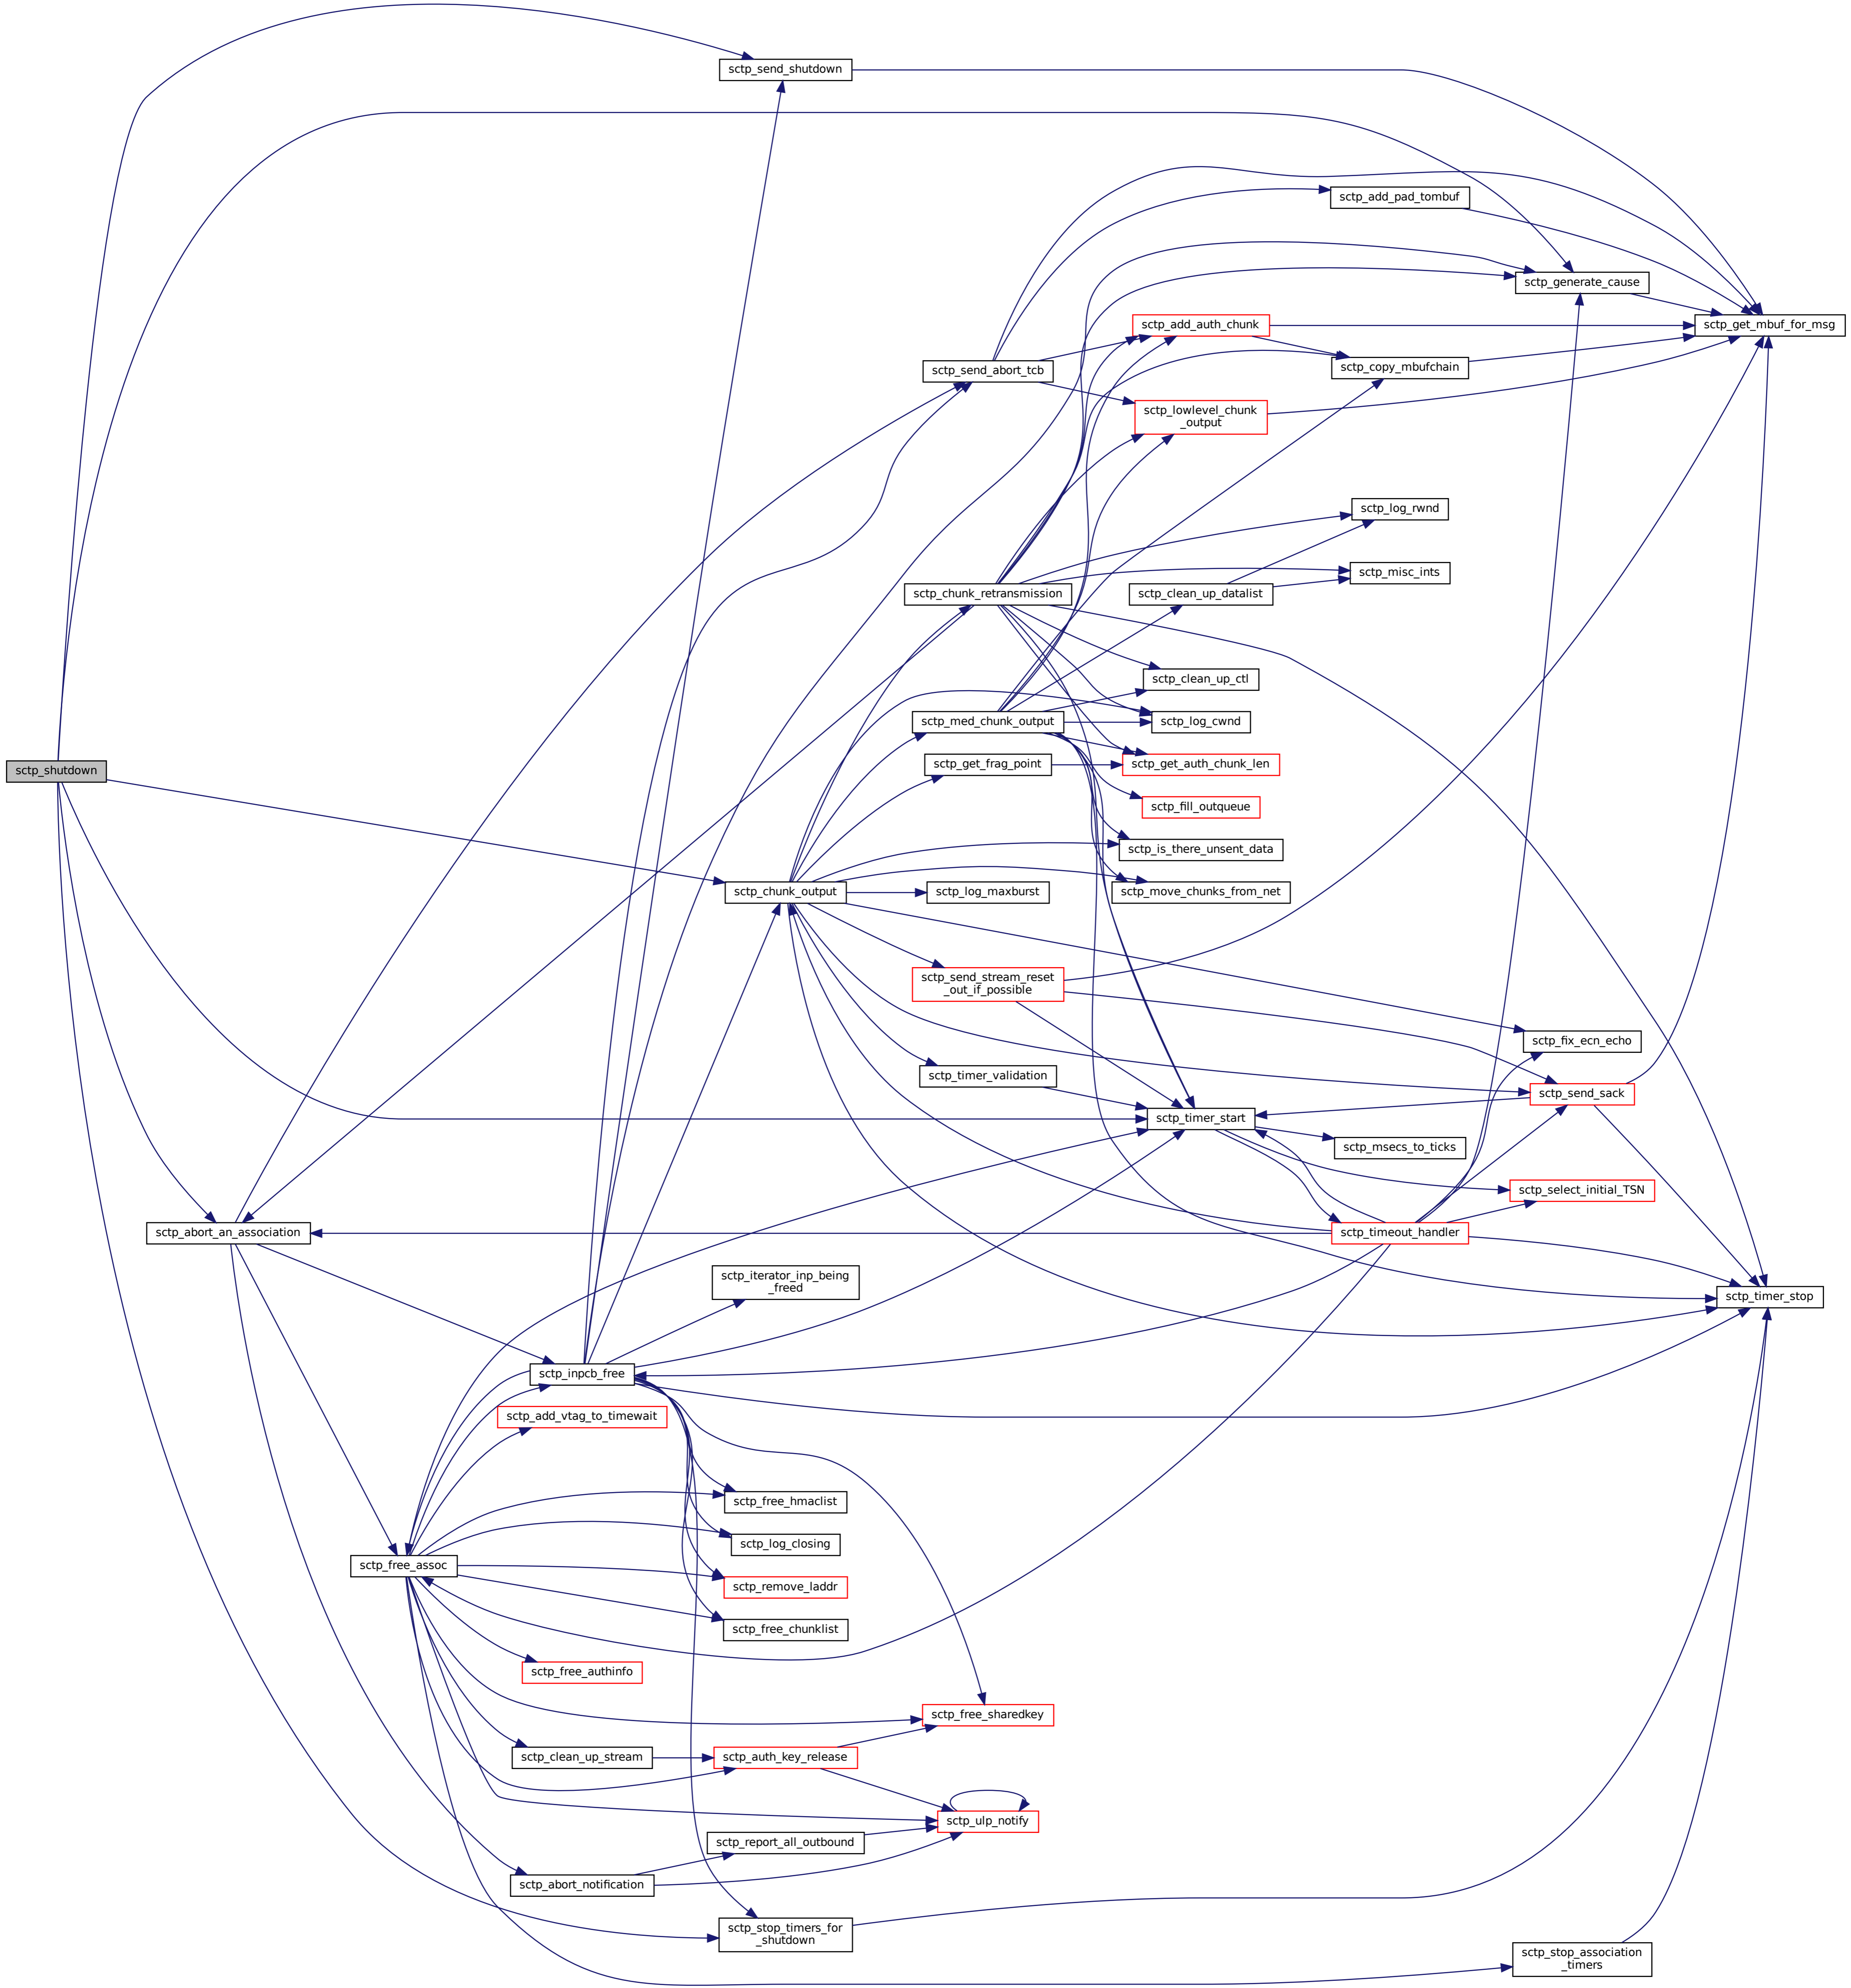 sctp_send_shutdown
sctp_add_pad_tombuf
sctp_generate_cause
sctp_add_auth_chunk
sctp_get_mbuf_for_msg
sctp_send_abort_tcb
sctp_copy_mbufchain
sctp_lowlevel_chunk
_output
sctp_log_rwnd
sctp_misc_ints
sctp_chunk_retransmission
sctp_clean_up_datalist
sctp_clean_up_ctl
sctp_med_chunk_output
sctp_log_cwnd
sctp_shutdown
sctp_get_frag_point
sctp_get_auth_chunk_len
sctp_fill_outqueue
sctp_is_there_unsent_data
sctp_chunk_output
sctp_log_maxburst
sctp_move_chunks_from_net
sctp_send_stream_reset
_out_if_possible
sctp_fix_ecn_echo
sctp_timer_validation
sctp_send_sack
sctp_timer_start
sctp_msecs_to_ticks
sctp_select_initial_TSN
sctp_abort_an_association
sctp_timeout_handler
sctp_iterator_inp_being
_freed
sctp_timer_stop
sctp_inpcb_free
sctp_add_vtag_to_timewait
sctp_free_hmaclist
sctp_log_closing
sctp_free_assoc
sctp_remove_laddr
sctp_free_chunklist
sctp_free_authinfo
sctp_free_sharedkey
sctp_clean_up_stream
sctp_auth_key_release
sctp_ulp_notify
sctp_report_all_outbound
sctp_abort_notification
sctp_stop_timers_for
_shutdown
sctp_stop_association
_timers